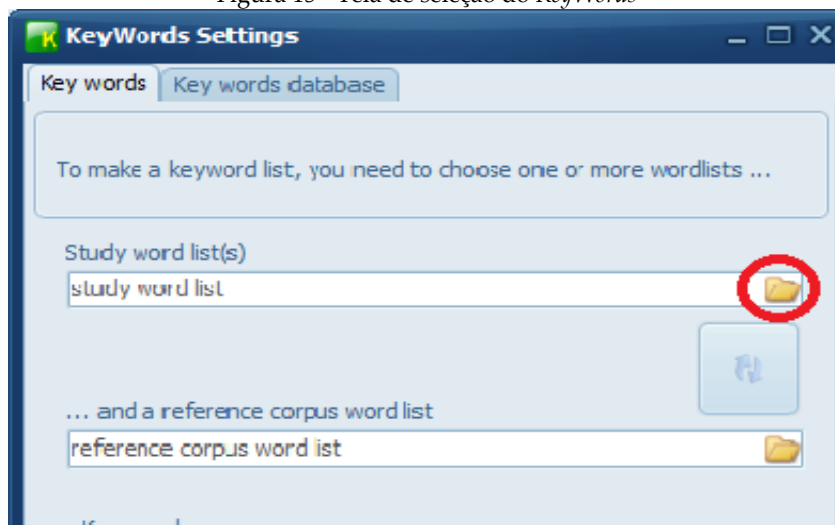 KeyWords Settings
Key words Key words database
To make a keyword list, you need to choose one or more wordlists ...
Study word list(s)
study word list
... and a reference corpus word list
reference corpus word list